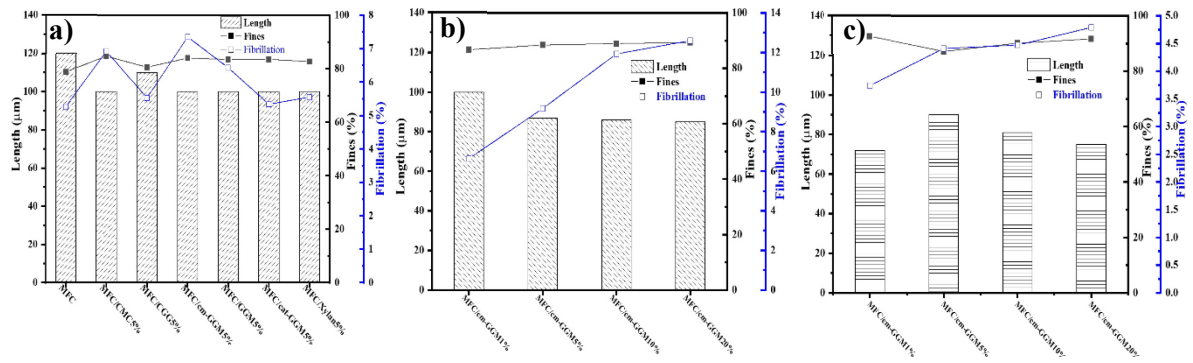 a)
Length
Fines
Fibrillation
Length (μm)
140
120
100
80
60
40
20
0
MFC
MFC/CMC5%
MFC/CGG5%
MFC/cm-GGM5%
MFC/GGM5%
MFC/cat-GGM5%
MFC/Xylan5%
100
80
60
40
20
0
Fines (%)
8
7
6
5
4
3
2
1
0
Fibrillation (%)
b)
Length
Fines
Fibrillation
Length (μm)
140
120
100
80
60
40
20
0
MFC/cm-GGM1%
MFC/cm-GGM5%
MFC/cm-GGM10%
MFC/cm-GGM20%
100
80
60
40
20
0
Fines (%)
14
12
10
8
6
4
2
0
Fibrillation (%)
c)
Length
Fines
Fibrillation
Length (μm)
140
120
100
80
60
40
20
0
MFC/cm-GGM1%
MFC/cm-GGM5%
MFC/cm-GGM10%
MFC/cm-GGM20%
100
80
60
40
20
0
Fines (%)
5.0
4.5
4.0
3.5
3.0
2.5
2.0
1.5
1.0
0.5
0.0
Fibrillation (%)